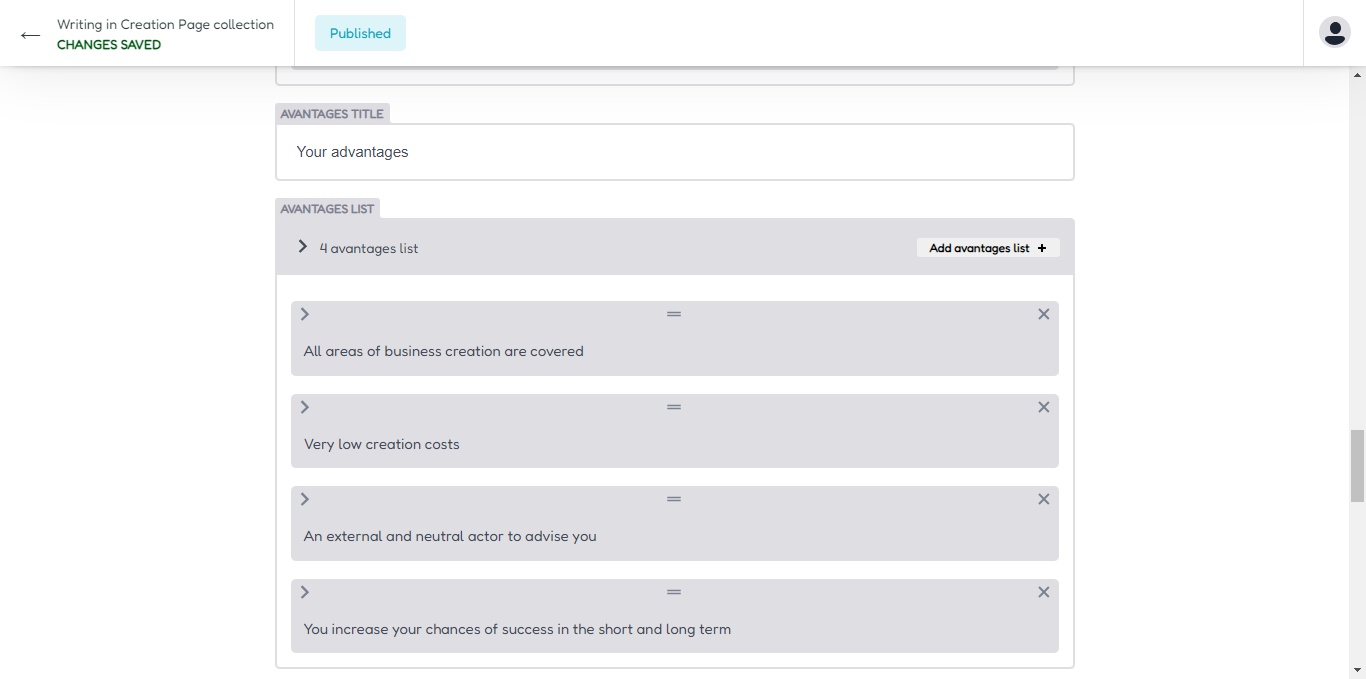 Writing in Creation Page collection
CHANGES SAVED
Published
AVANTAGES TITLE
Your advantages
AVANTAGES LIST
4 avantages list
Add avantages list +
All areas of business creation are covered
Very low creation costs
An external and neutral actor to advise you
You increase your chances of success in the short and long term